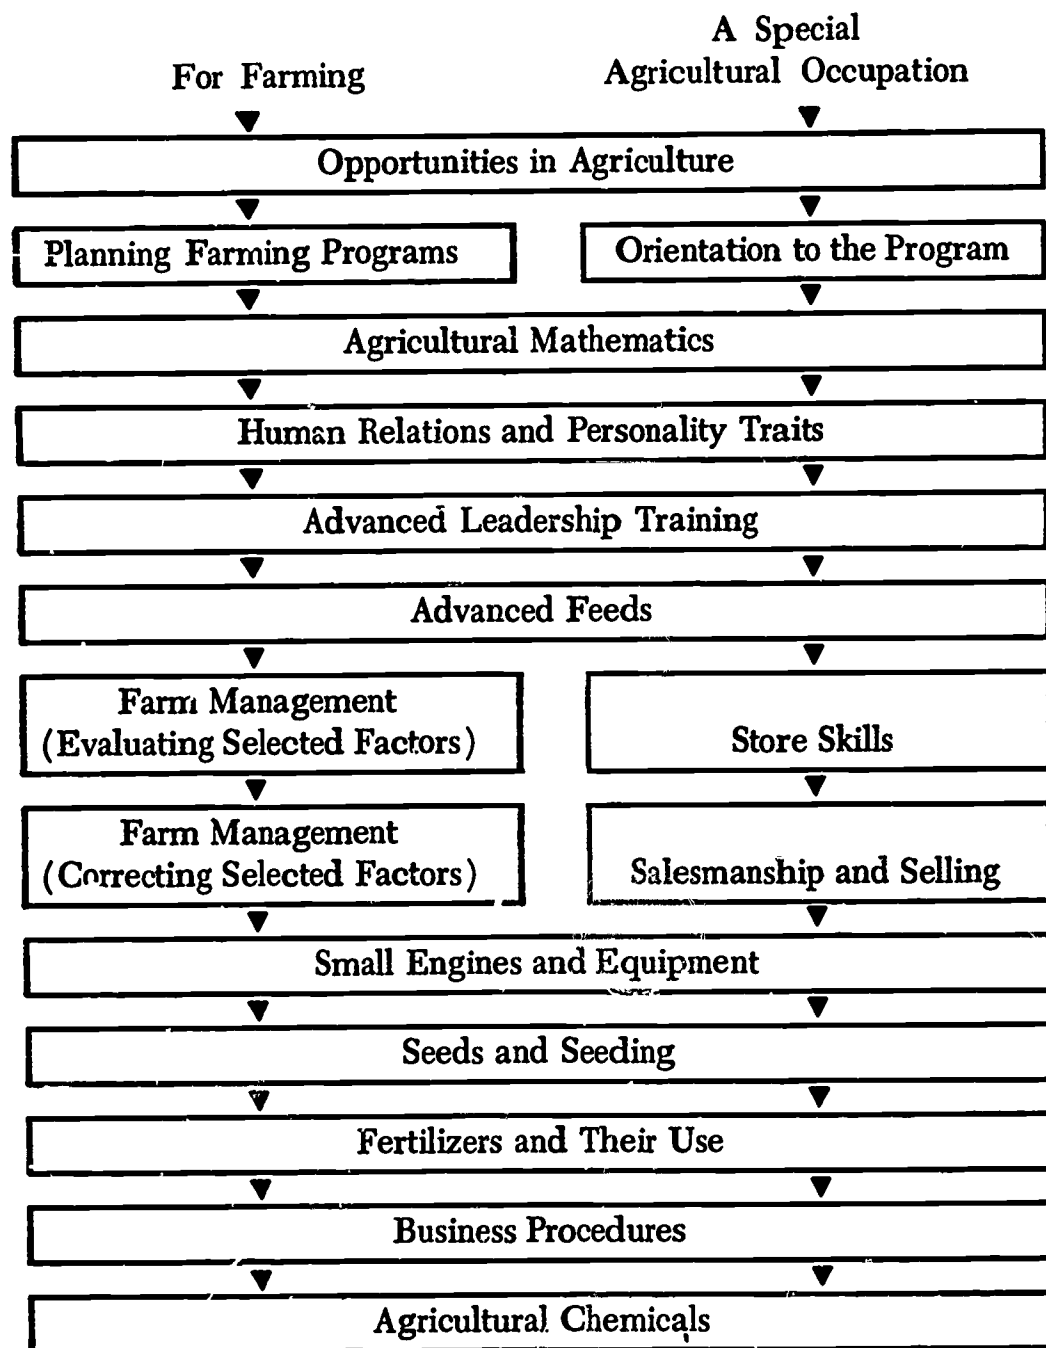 For Farming
A Special
Agricultural Occupation
Opportunities in Agriculture
Planning Farming Programs
Orientation to the Program
Agricultural Mathematics
Human Relations and Personality Traits
Advanced Leadership Training
Advanced Feeds
Farm Management
(Evaluating Selected Factors)
Store Skills
Farm Management
(Correcting Selected Factors)
Salesmanship and Selling
Small Engines and Equipment
Seeds and Seeding
Fertilizers and Their Use
Business Procedures
Agricultural Chemicals